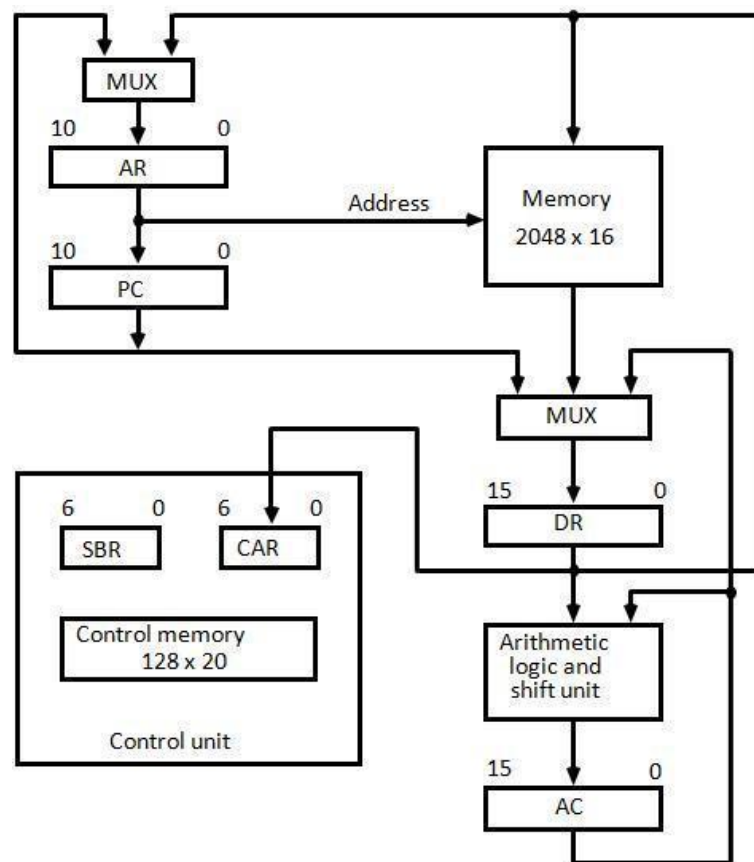 MUX
10 0
AR
Address
Memory
2048 x 16
10 0
PC
MUX
15 0
DR
6 0 6 0
SBR CAR
Control memory
128 x 20
Control unit
Arithmetic
logic and
shift unit
15 0
AC